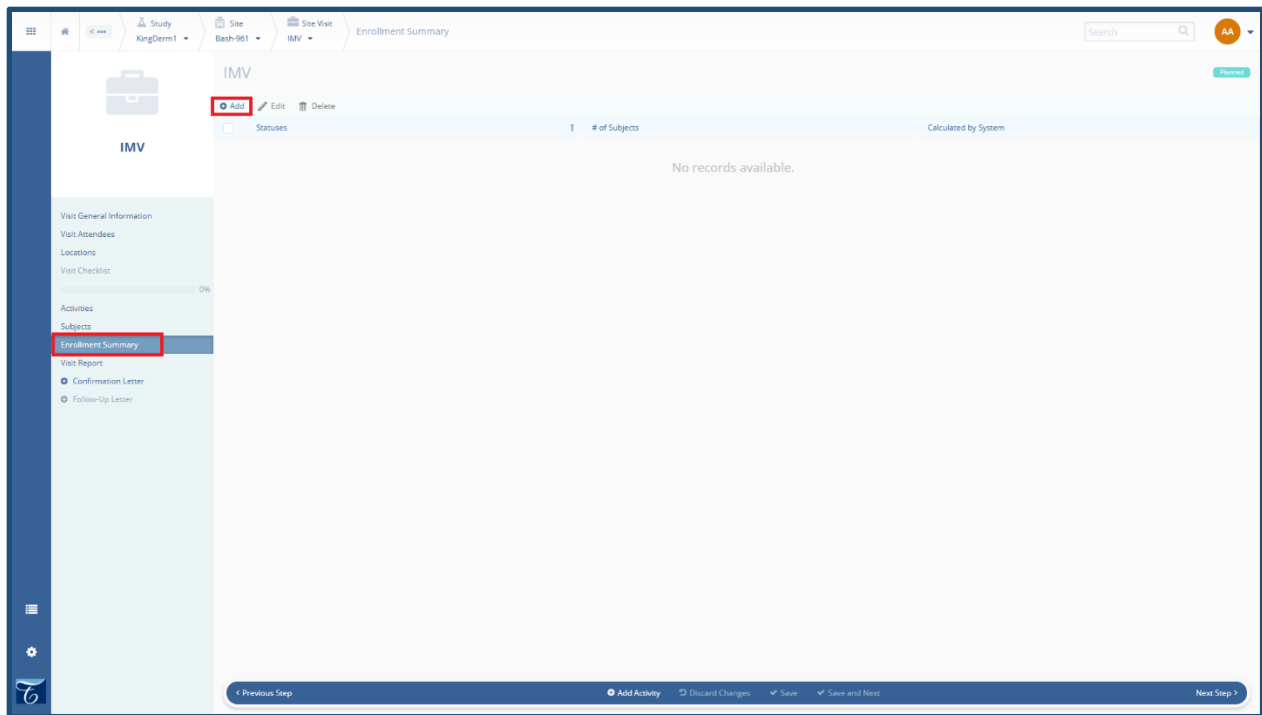 Study
KingDerm1
Site
Bash-961
Site Visit
IMV
Enrollment Summary
Search
AA
IMV
Planned
Add
Edit
Delete
Statuses
# of Subjects
Calculated by System
No records available.
IMV
Visit General Information
Visit Attendees
Locations
Visit Checklist
0%
Activities
Subjects
Enrollment Summary
Visit Report
Confirmation Letter
Follow-Up Letter
Previous Step
Add Activity
Discard Changes
Save
Save and Next
Next Step